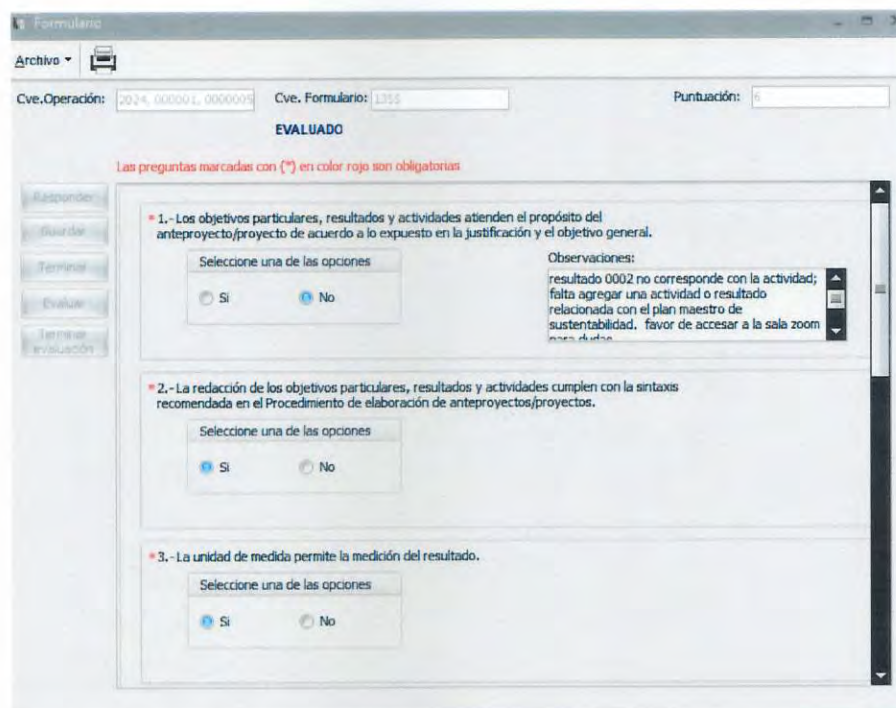 Formulario
Archivo
Cve.Operación: 2024, 000001, 0000005 Cve. Formulario: 1355 Puntuación: 6
EVALUADO
Las preguntas marcadas con (*) en color rojo son obligatorias
Responder
Guardar
Terminar
Evaluar
Terminar
evaluación
* 1.-Los objetivos particulares, resultados y actividades atienden el propósito del
anteproyecto/proyecto de acuerdo a lo expuesto en la justificación y el objetivo general.
Seleccione una de las opciones
Si No
Observaciones:
resultado 0002 no corresponde con la actividad;
falta agregar una actividad o resultado
relacionada con el plan maestro de
sustentabilidad. favor de accesar a la sala zoom
para dudas
* 2.-La redacción de los objetivos particulares, resultados y actividades cumplen con la sintaxis
recomendada en el Procedimiento de elaboración de anteproyectos/proyectos.
Seleccione una de las opciones
Si No
* 3.-La unidad de medida permite la medición del resultado.
Seleccione una de las opciones
Si No